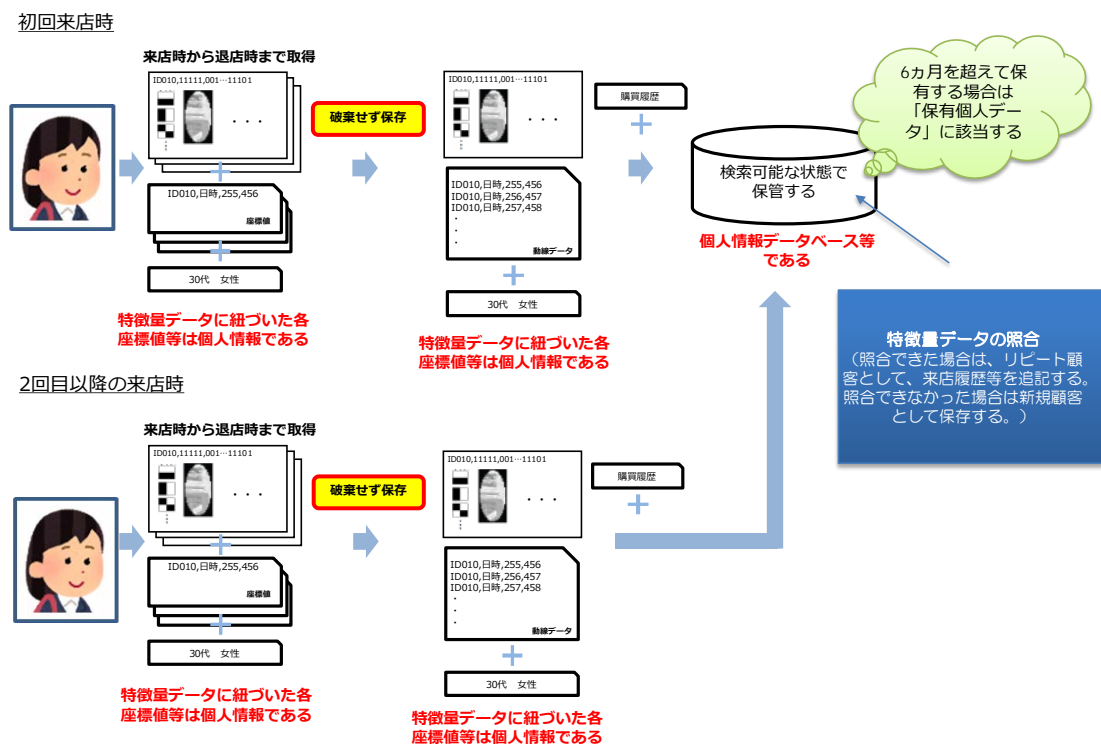 初回来店時
来店時から退店時まで取得
ID010,11111,001…11101
・・・
破棄せず保存
ID010,日時,255,456
座標値
30代　女性
特徴量データに紐づいた各
座標値等は個人情報である
ID010,11111,001…11101
・・・
ID010,日時,255,456
ID010,日時,256,457
ID010,日時,257,458
・
・
・
動線データ
30代　女性
特徴量データに紐づいた各
座標値等は個人情報である
購買履歴
検索可能な状態で
保管する
個人情報データベース等
である
6ヵ月を超えて保
有する場合は
「保有個人デー
タ」に該当する
特徴量データの照合
（照合できた場合は、リピート顧
客として、来店履歴等を追記する。
照合できなかった場合は新規顧客
として保存する。）
2回目以降の来店時
来店時から退店時まで取得
ID010,11111,001…11101
・・・
破棄せず保存
ID010,日時,255,456
座標値
30代　女性
特徴量データに紐づいた各
座標値等は個人情報である
ID010,11111,001…11101
・・・
ID010,日時,255,456
ID010,日時,256,457
ID010,日時,257,458
・
・
・
動線データ
30代　女性
特徴量データに紐づいた各
座標値等は個人情報である
購買履歴